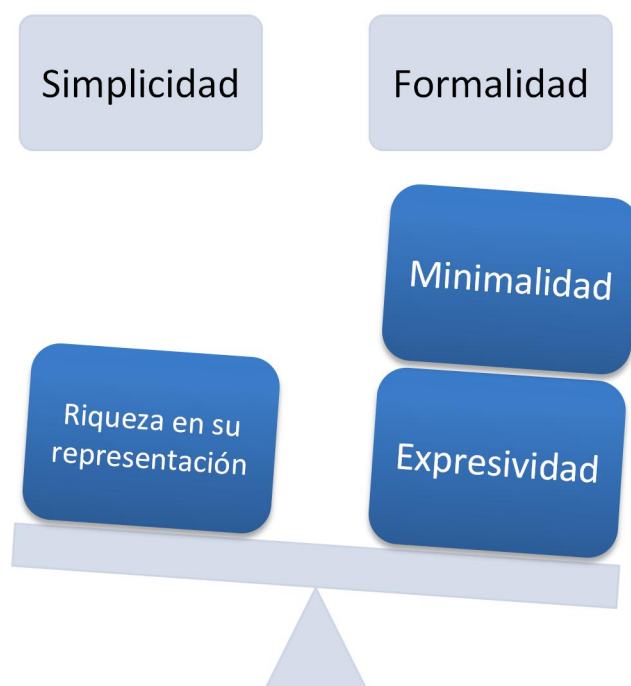 Simplicidad
Formalidad
Minimalidad
Riqueza en su
representación
Expresividad